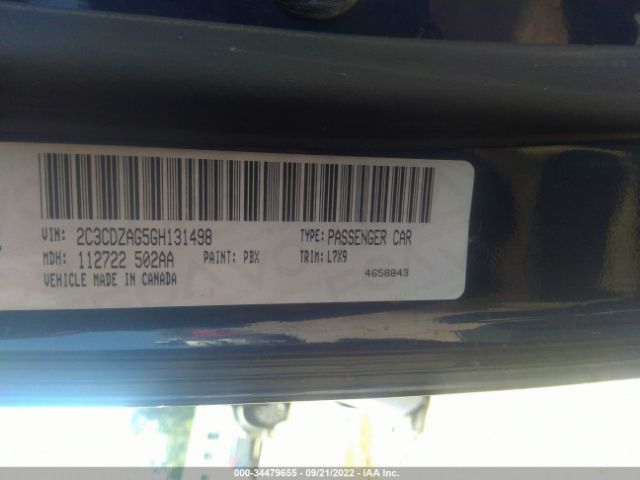 VIN: 2C3CDZAG5GH131498 TYPE: PASSENGER CAR
MDH: 112722 502AA PAINT: PBX TRIM: L7X9
VEHICLE MADE IN CANADA 4658843
000-34479655 - 09/21/2022 - IAA Inc.